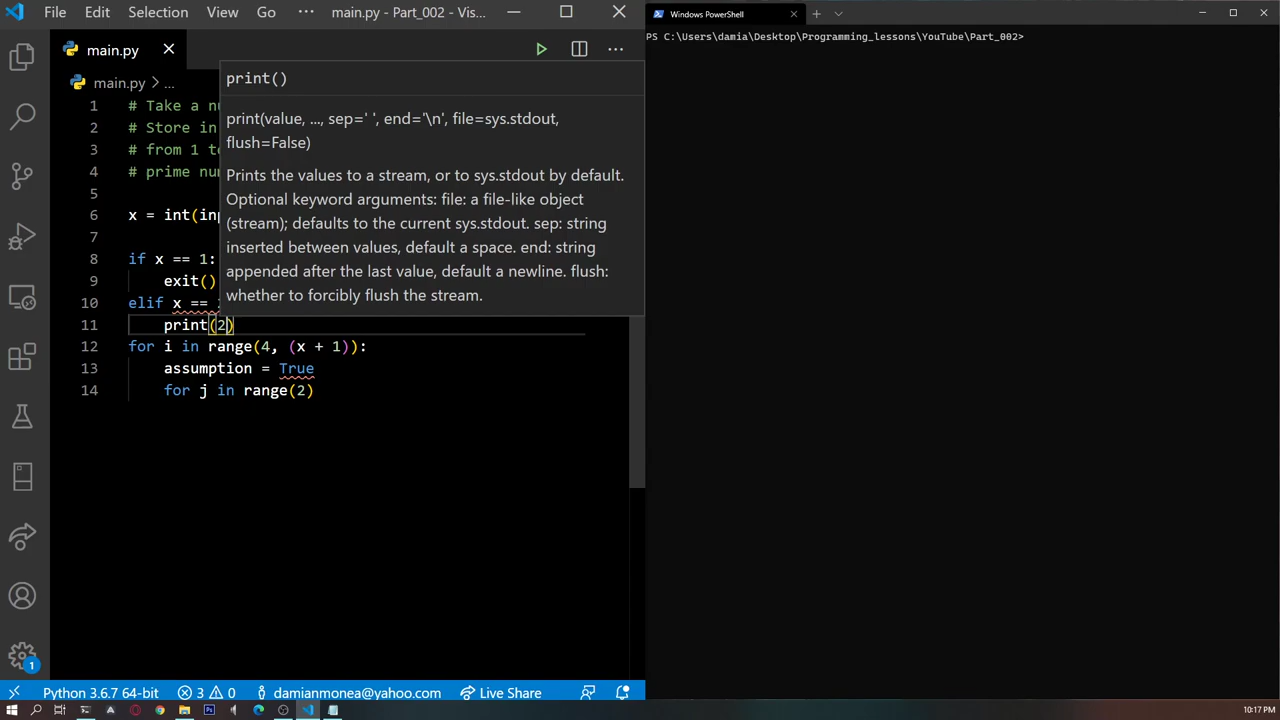 File Edit Selection View Go ··· main.py - Part_002 - Vis...
main.py
main.py > ...
1 # Take a nu
2 # Store in
3 # from 1 to
4 # prime num
5
6 x = int(inp
7
8 if x == 1:
9 exit()
10 elif x ==
11 print(2)
12 for i in range(4, (x + 1)):
13 assumption = True
14 for j in range(2)
print()
print(value, ..., sep=' ', end='\n', file=sys.stdout,
flush=False)
Prints the values to a stream, or to sys.stdout by default.
Optional keyword arguments: file: a file-like object
(stream); defaults to the current sys.stdout. sep: string
inserted between values, default a space. end: string
appended after the last value, default a newline. flush:
whether to forcibly flush the stream.
1
Python 3.6.7 64-bit 3 0 damianmonea@yahoo.com Live Share
Windows PowerShell
PS C:\Users\damia\Desktop\Programming_lessons\YouTube\Part_002>
10:17 PM